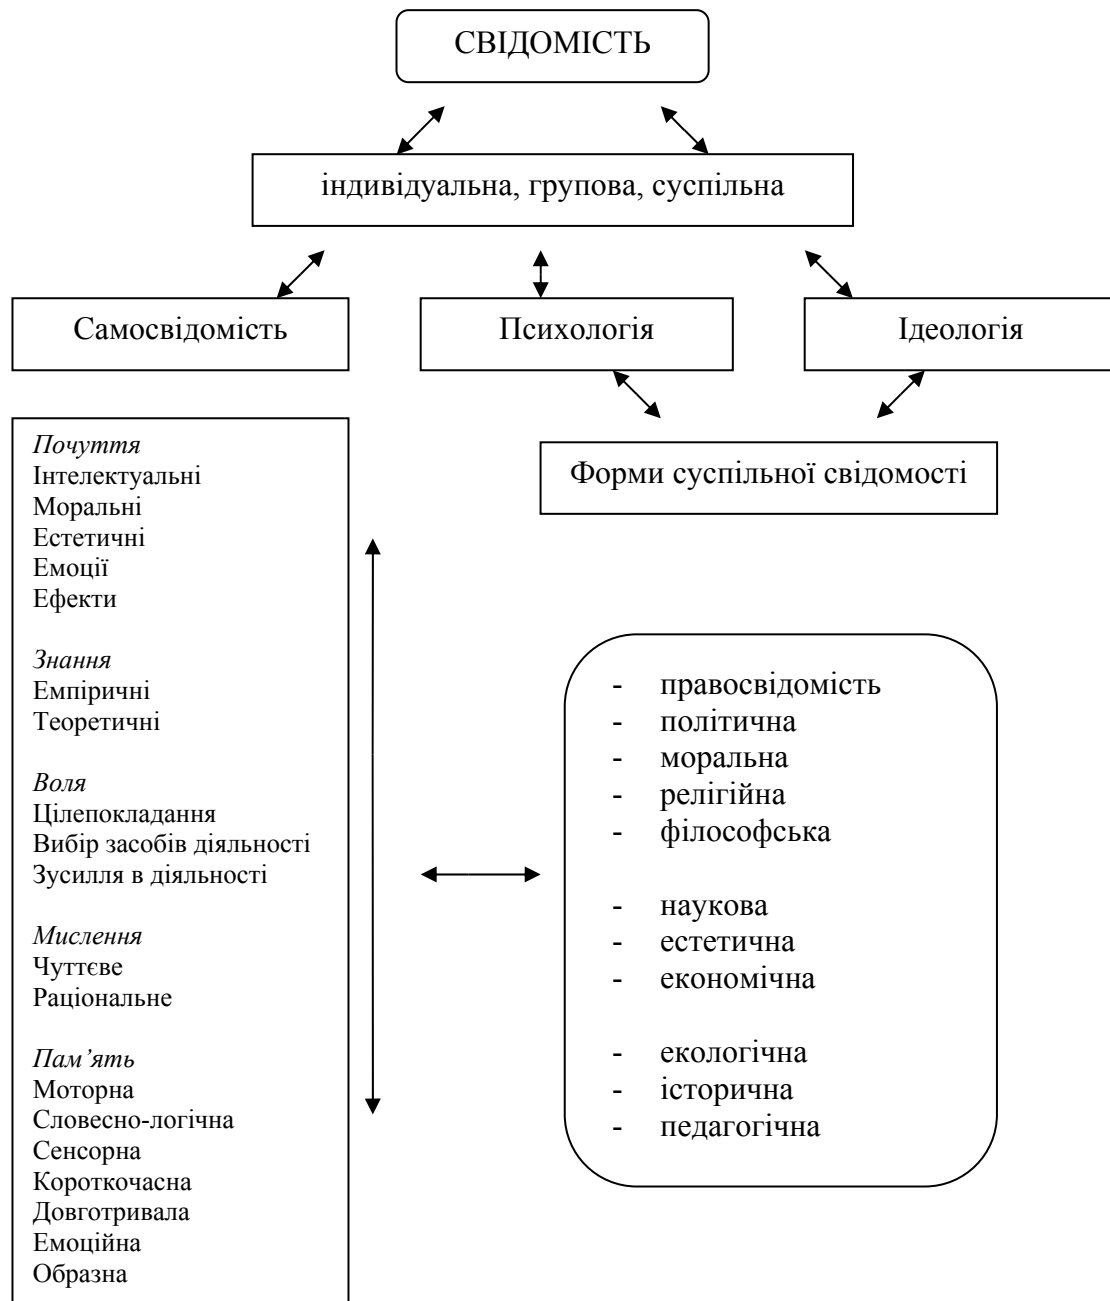 СВІДОМІСТЬ
індивідуальна, групова, суспільна
Самосвідомість
Психологія
Ідеологія
Форми суспільної свідомості
Почуття
Інтелектуальні
Моральні
Естетичні
Емоції
Ефекти
Знання
Емпіричні
Теоретичні
Воля
Цілепокладання
Вибір засобів діяльності
Зусилля в діяльності
Мислення
Чуттєве
Раціональне
Пам’ять
Моторна
Словесно-логічна
Сенсорна
Короткочасна
Довготривала
Емоційна
Образна
- правосвідомість
- політична
- моральна
- релігійна
- філософська
- наукова
- естетична
- економічна
- екологічна
- історична
- педагогічна